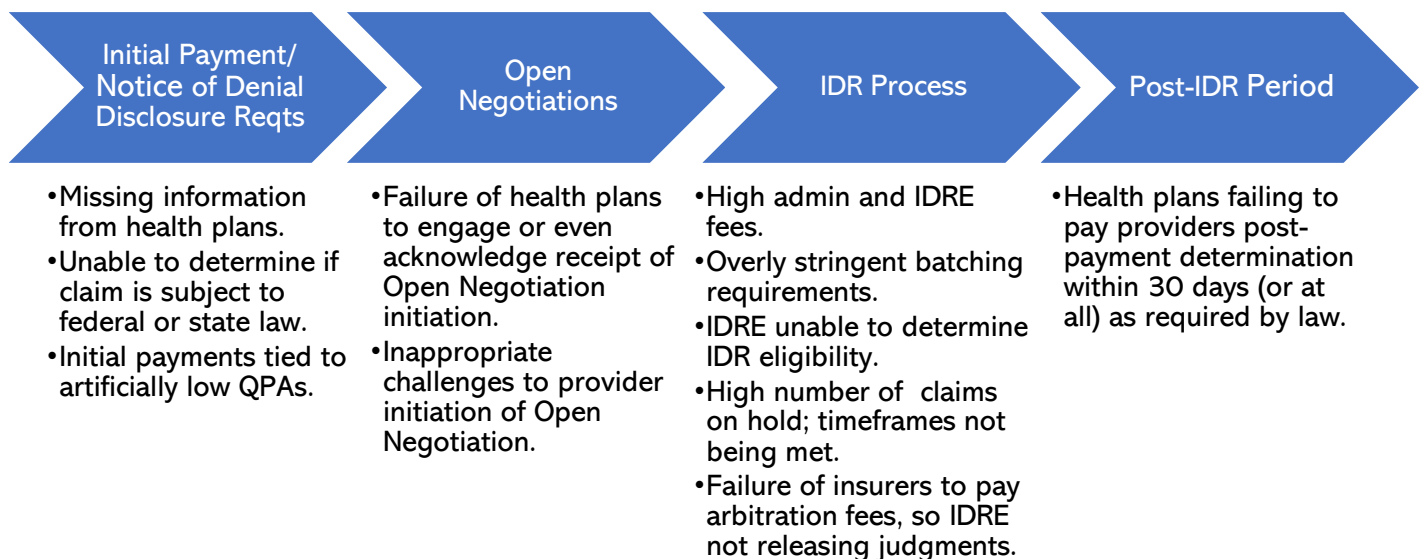 Initial Payment/
Notice of Denial
Disclosure Reqts
Open
Negotiations
IDR Process
Post-IDR Period
•Missing information
from health plans.
•Unable to determine if
claim is subject to
federal or state law.
•Initial payments tied to
artificially low QPAs.
•Failure of health plans
to engage or even
acknowledge receipt of
Open Negotiation
initiation.
•Inappropriate
challenges to provider
initiation of Open
Negotiation.
•High admin and IDRE
fees.
•Overly stringent batching
requirements.
•IDRE unable to determine
IDR eligibility.
•High number of claims
on hold; timeframes not
being met.
•Failure of insurers to pay
arbitration fees, so IDRE
not releasing judgments.
•Health plans failing to
pay providers post-
payment determination
within 30 days (or at
all) as required by law.